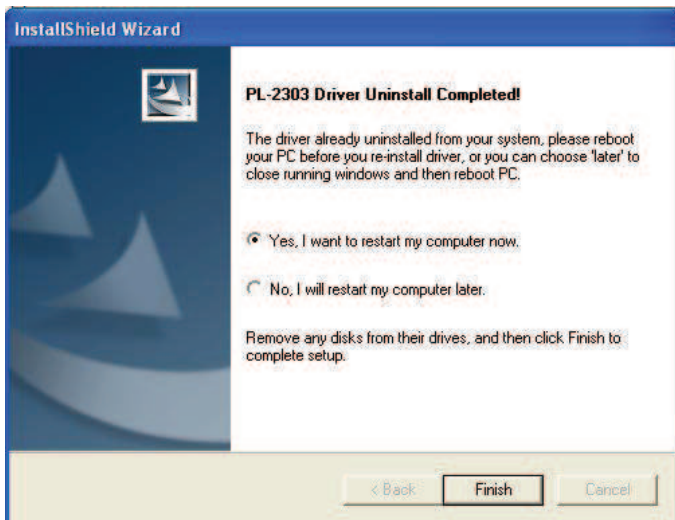 InstallShield Wizard
PL-2303 Driver Uninstall Completed!
The driver already uninstalled from your system, please reboot
your PC before you re-install driver, or you can choose 'later' to
close running windows and then reboot PC.
Yes, I want to restart my computer now.
No, I will restart my computer later.
Remove any disks from their drives, and then click Finish to
complete setup.
< Back
Finish
Cancel